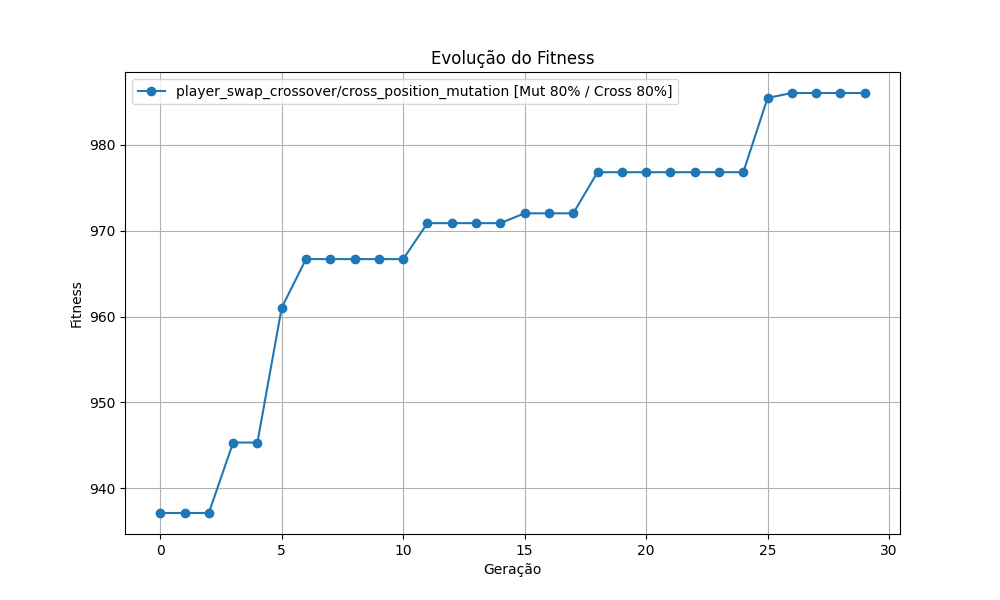 Evolução do Fitness
player_swap_crossover/cross_position_mutation [Mut 80% / Cross 80%]
Fitness
980
970
960
950
940
0 5 10 15 20 25 30
Geração